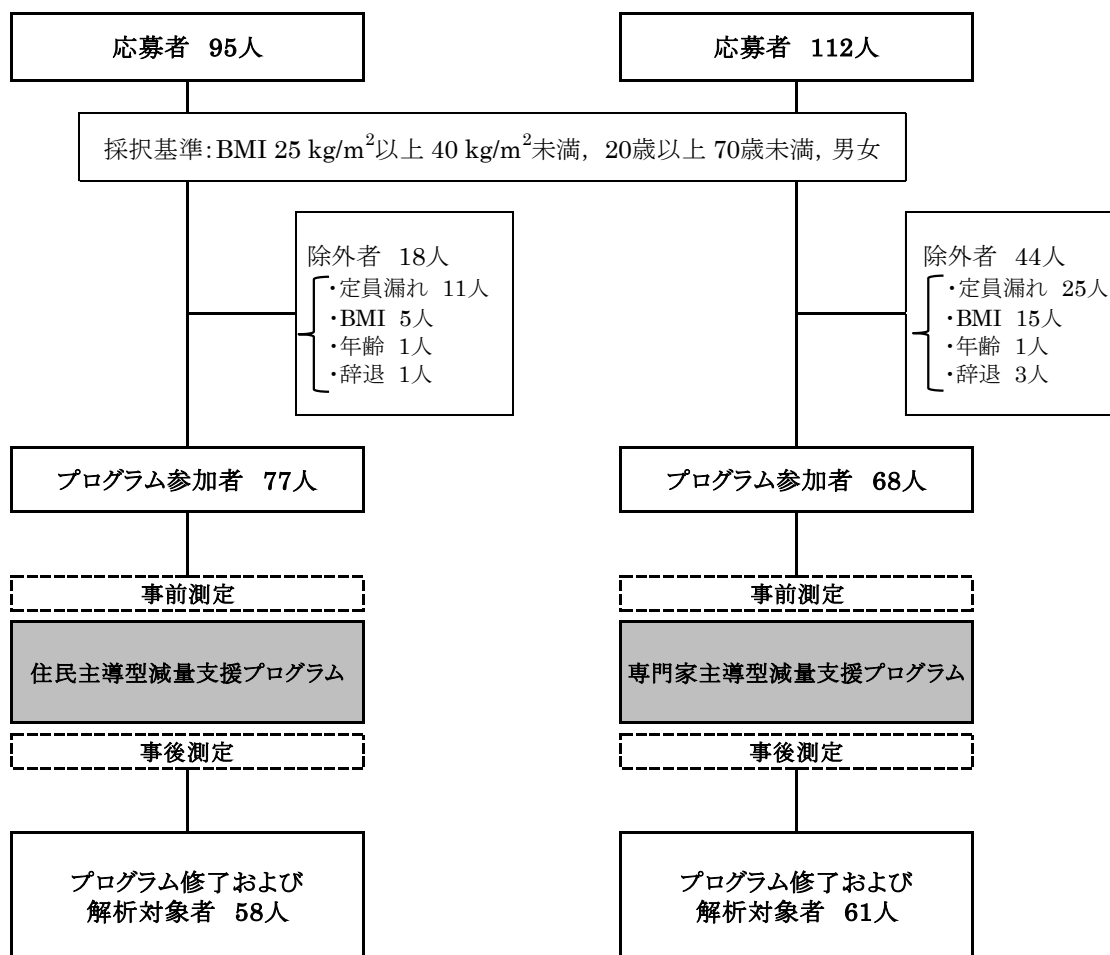 応募者 95人
応募者 112人
採択基準:BMI 25 kg/m²以上 40 kg/m²未満, 20歳以上 70歳未満, 男女
除外者 18人
・定員漏れ 11人
・BMI 5人
・年齢 1人
・辞退 1人
除外者 44人
・定員漏れ 25人
・BMI 15人
・年齢 1人
・辞退 3人
プログラム参加者 77人
プログラム参加者 68人
事前測定
事前測定
住民主導型減量支援プログラム
専門家主導型減量支援プログラム
事後測定
事後測定
プログラム修了および
解析対象者 58人
プログラム修了および
解析対象者 61人